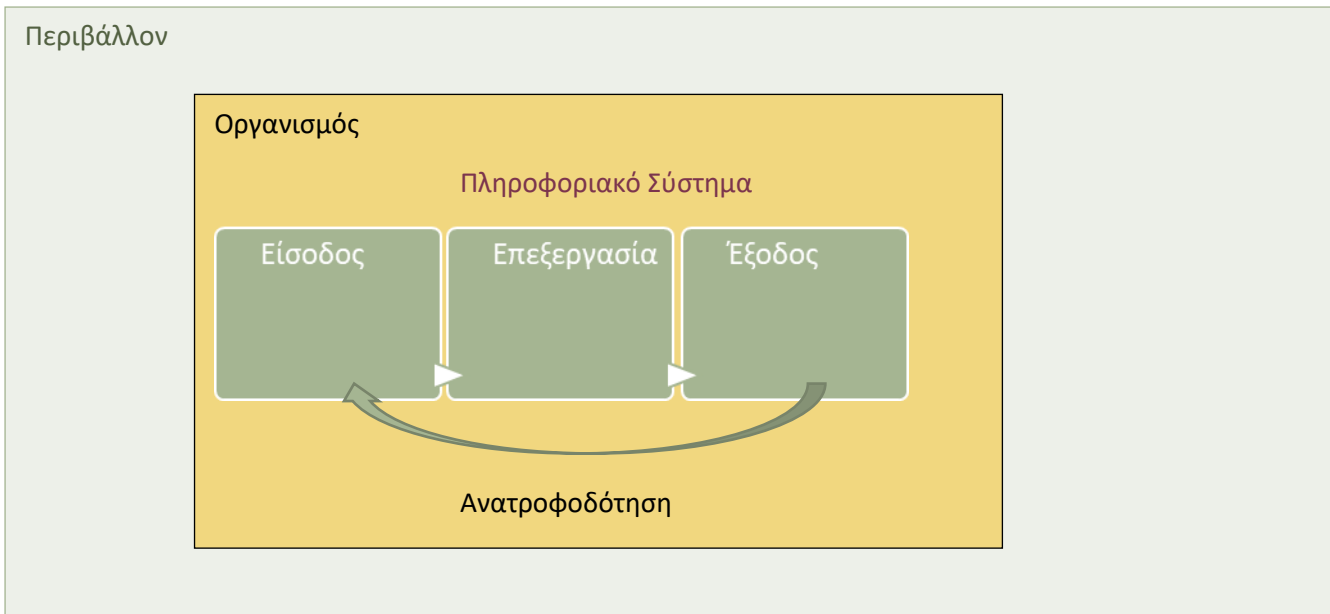 Περιβάλλον
Οργανισμός
Πληροφοριακό Σύστημα
Είσοδος
Επεξεργασία
Έξοδος
Ανατροφοδότηση